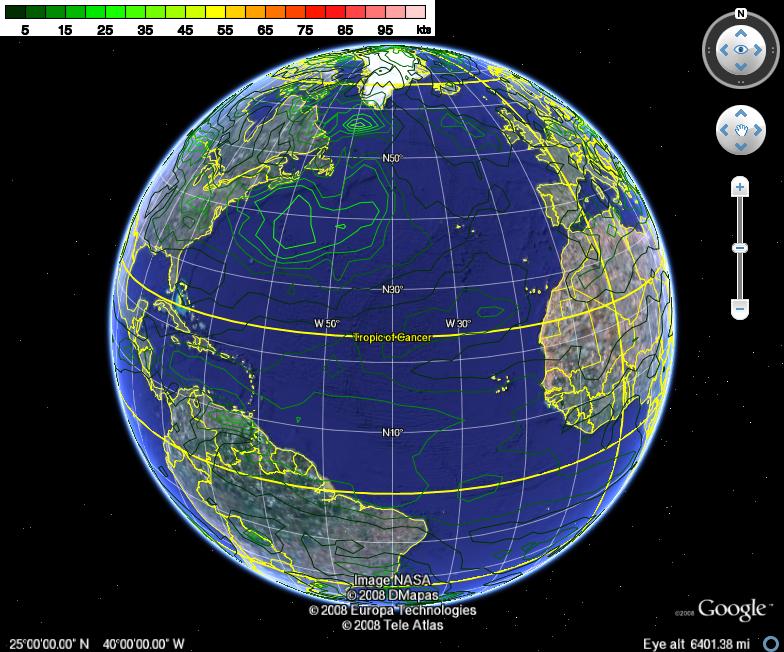 5 15 25 35 45 55 65 75 85 95 kts
N
N50°
N30°
W 50° W 30°
Tropic of Cancer
N10°
Image NASA
© 2008 DMapas
© 2008 Europa Technologies
© 2008 Tele Atlas
©2008 Google™
25°00'00.00" N 40°00'00.00" W Eye alt 6401.38 mi